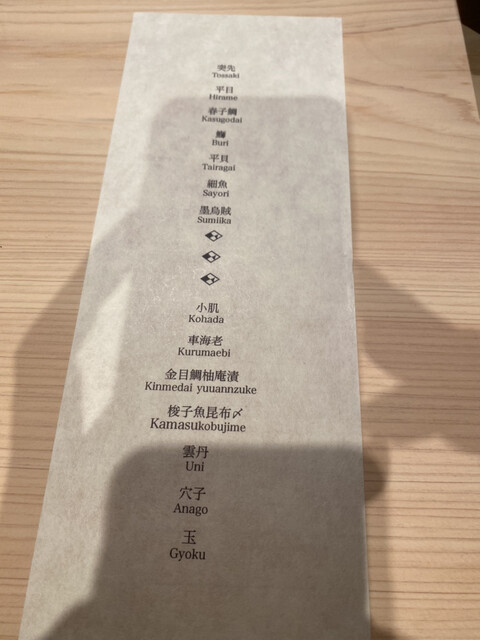 突先
Tossaki
平目
Hirame
春子鯛
Kasugodai
鰤
Buri
平貝
Tairagai
細魚
Sayori
墨烏賊
Sumiika
小肌
Kohada
車海老
Kurumaebi
金目鯛柚庵漬
Kinmedai yuuannzuke
梭子魚昆布〆
Kamasukobujime
雲丹
Uni
穴子
Anago
玉
Gyoku